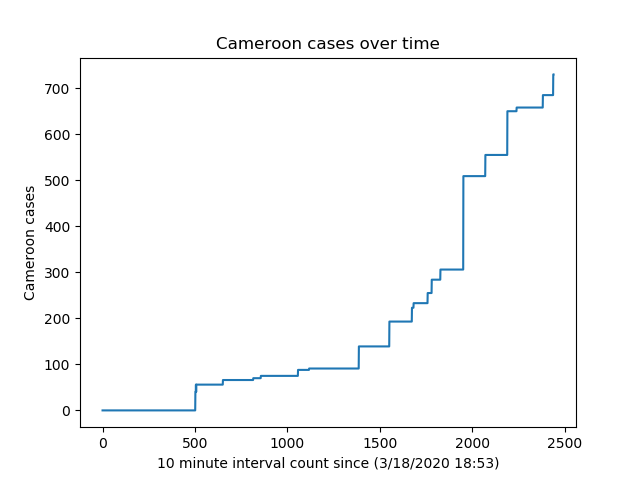 Cameroon cases over time
700
600
500
400
300
200
100
0
Cameroon cases
0 500 1000 1500 2000 2500
10 minute interval count since (3/18/2020 18:53)